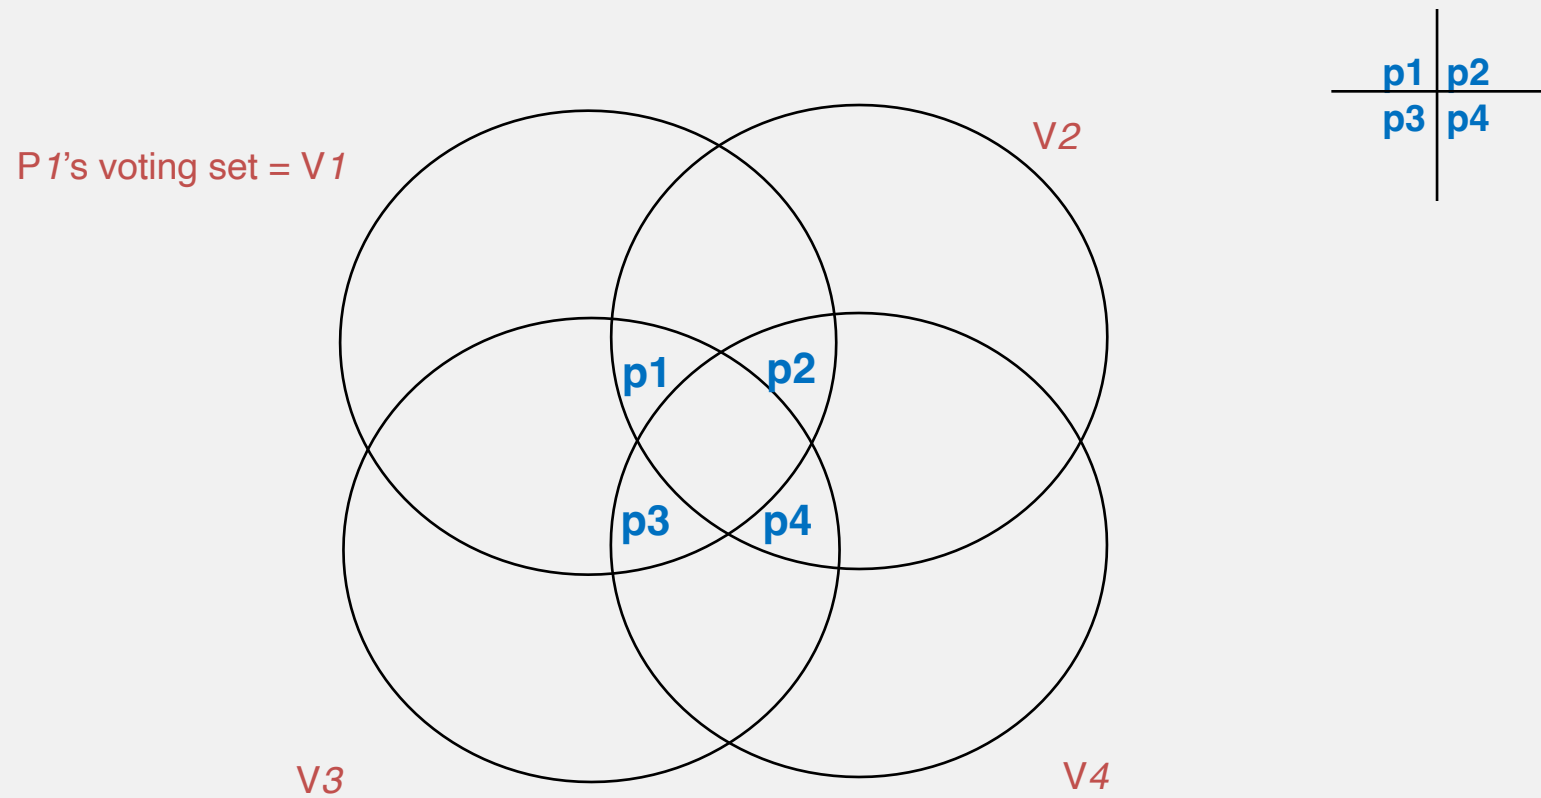 p1 p2
p3 p4
P1's voting set = V1
V2
p1 p2
p3 p4
V3
V4